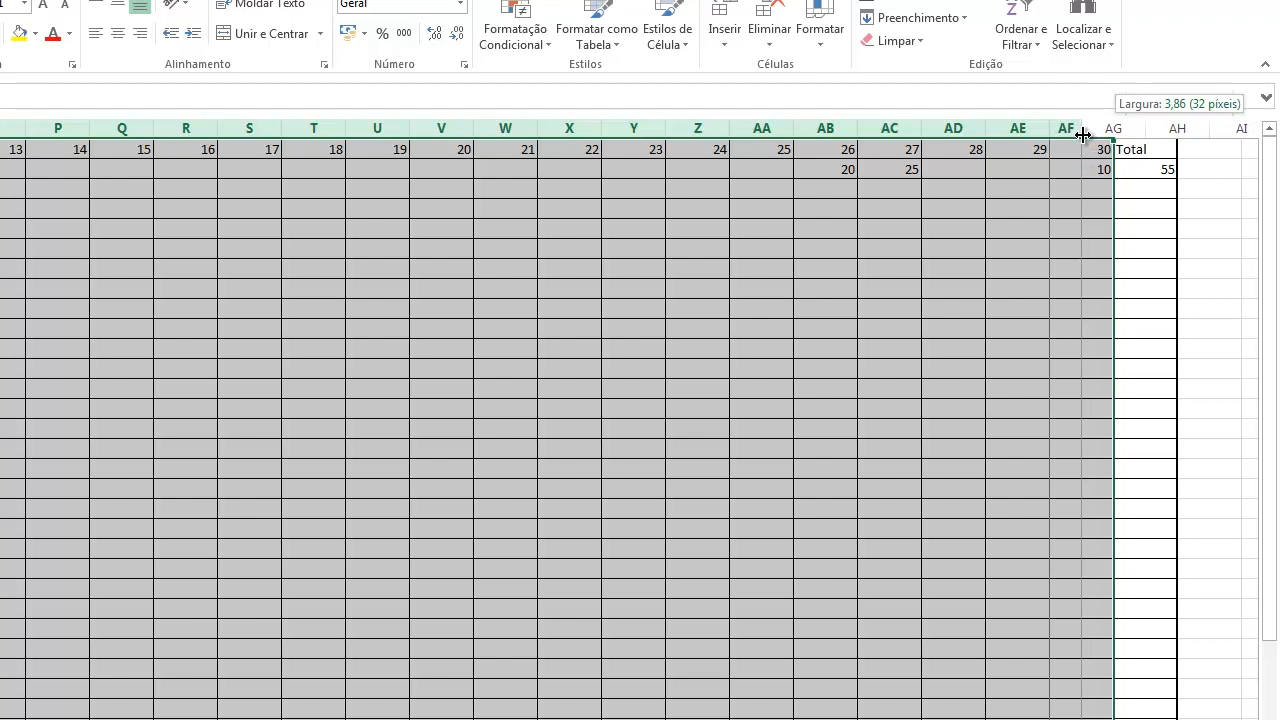 A A
Moldar Texto
Geral
Formatação Condicional
Formatar como Tabela
Estilos de Célula
Inserir
Eliminar
Formatar
Preenchimento
Limpar
Ordenar e Filtrar
Localizar e Selecionar
A
Unir e Centrar
% 000
Alinhamento
Número
Estilos
Células
Edição
Largura: 3,86 (32 píxeis)
P Q R S T U V W X Y Z AA AB AC AD AE AF AG AH AI
13 14 15 16 17 18 19 20 21 22 23 24 25 26 27 28 29 30 Total
20 25 10 55